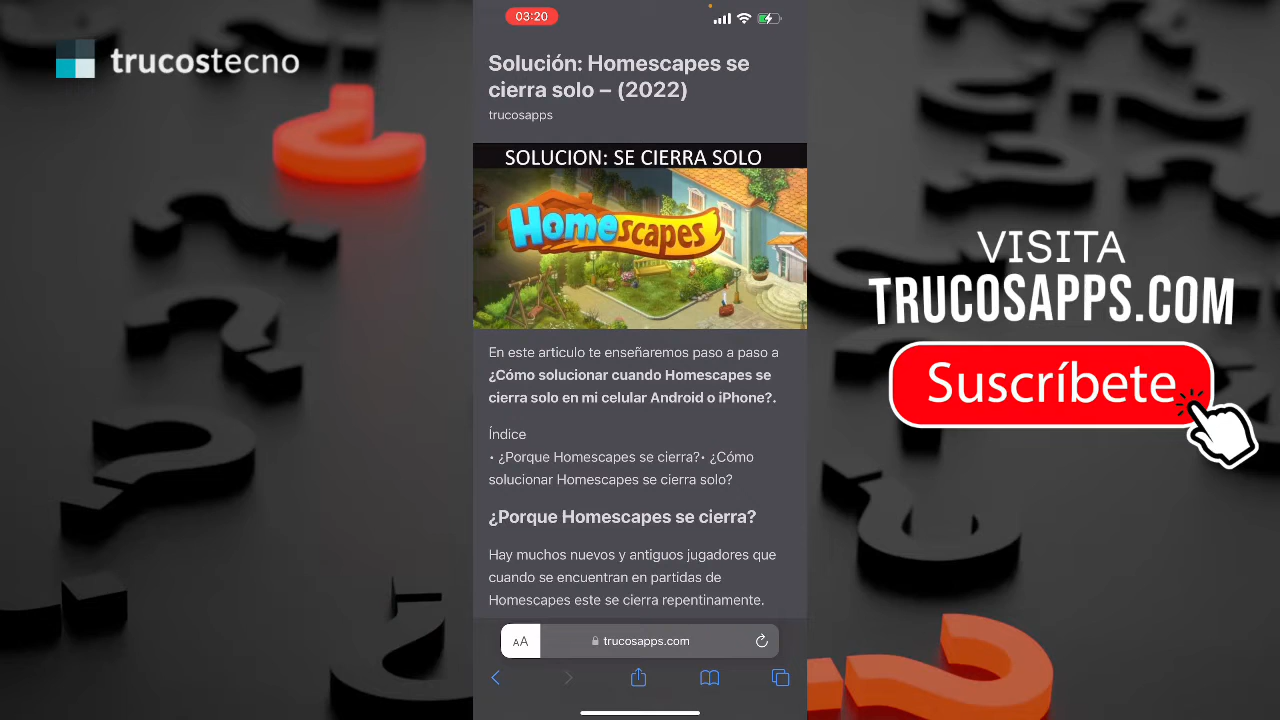 trucostecno
03:20
Solución: Homescapes se
cierra solo – (2022)
trucosapps
SOLUCION: SE CIERRA SOLO
Homescapes
En este articulo te enseñaremos paso a paso a
¿Cómo solucionar cuando Homescapes se
cierra solo en mi celular Android o iPhone?.
Índice
• ¿Porque Homescapes se cierra?• ¿Cómo
solucionar Homescapes se cierra solo?
¿Porque Homescapes se cierra?
Hay muchos nuevos y antiguos jugadores que
cuando se encuentran en partidas de
Homescapes este se cierra repentinamente.
AA
trucosapps.com
VISITA
TRUCOSAPPS.COM
Suscríbete